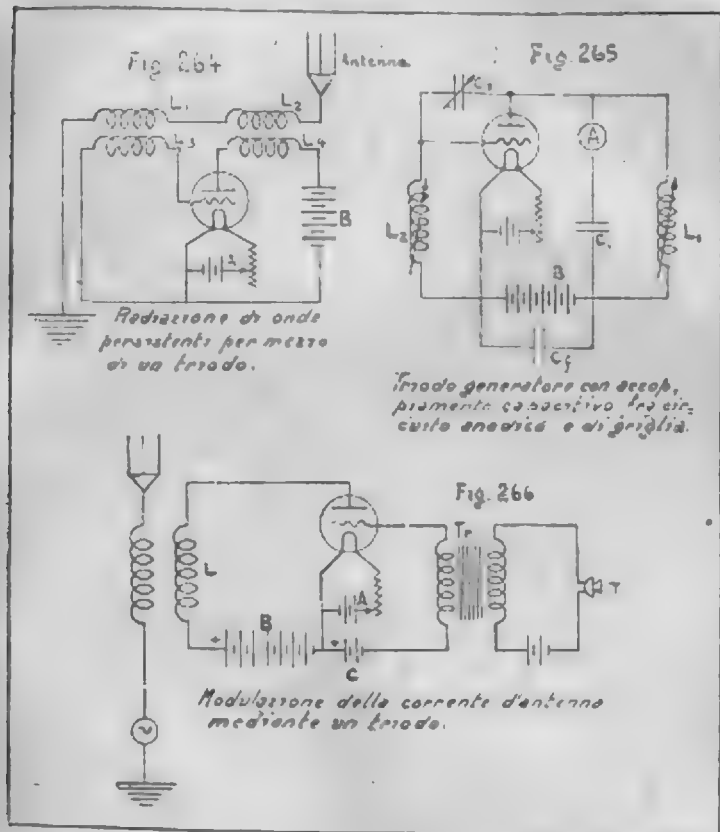 Fig. 264
Antenna
L1
L2
L3
L4
B
Radiazione di onde
persistenti per mezzo
di un triodo.
Fig. 265
A
L2
L1
B
Cf
Triodo generatore con accop,
piamento capacitivo tra cir,
cuito anodico e di griglia.
Fig. 266
Tr
L
A
T
B
+
+
C
Modulazione della corrente d'antenna
mediante un triodo.